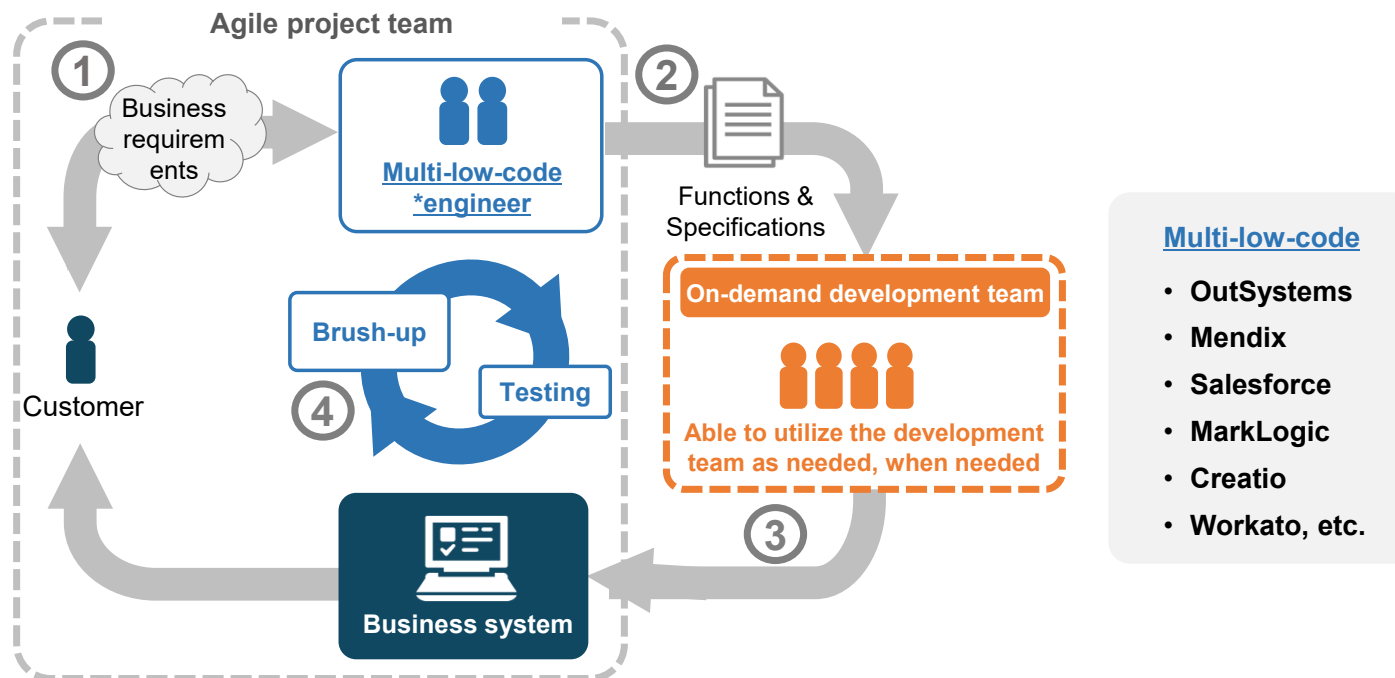 Agile project team
1
Business
requirem
ents
Multi-low-code
*engineer
2
Functions &
Specifications
On-demand development team
Able to utilize the development
team as needed, when needed
3
Brush-up
Testing
4
Customer
Business system
Multi-low-code
• OutSystems
• Mendix
• Salesforce
• MarkLogic
• Creatio
• Workato, etc.